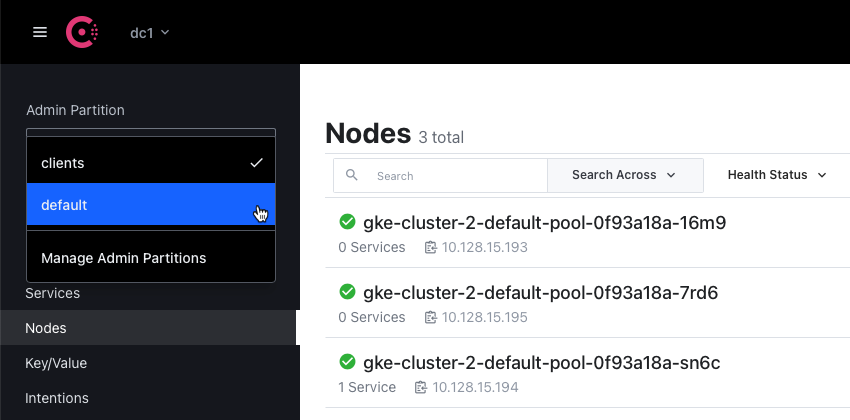 dc1
Admin Partition
clients
default
Manage Admin Partitions
Services
Nodes
Key/Value
Intentions
Nodes 3 total
Search
Search Across
Health Status
gke-cluster-2-default-pool-0f93a18a-16m9
0 Services 10.128.15.193
gke-cluster-2-default-pool-0f93a18a-7rd6
0 Services 10.128.15.195
gke-cluster-2-default-pool-0f93a18a-sn6c
1 Service 10.128.15.194